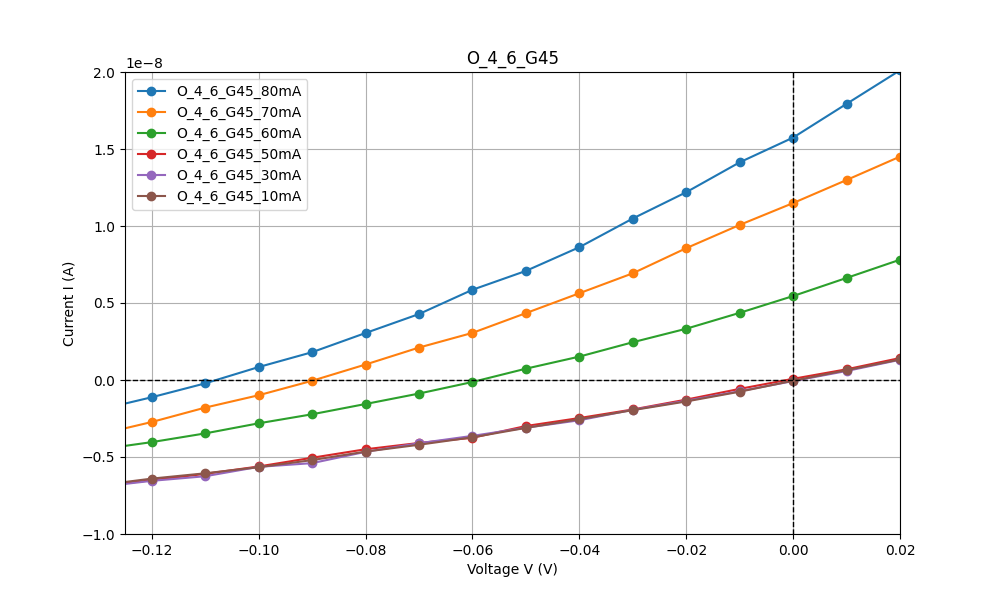 O_4_6_G45
1e−8
2.0
1.5
1.0
0.5
0.0
−0.5
−1.0
Current I (A)
O_4_6_G45_80mA
O_4_6_G45_70mA
O_4_6_G45_60mA
O_4_6_G45_50mA
O_4_6_G45_30mA
O_4_6_G45_10mA
−0.12 −0.10 −0.08 −0.06 −0.04 −0.02 0.00 0.02
Voltage V (V)